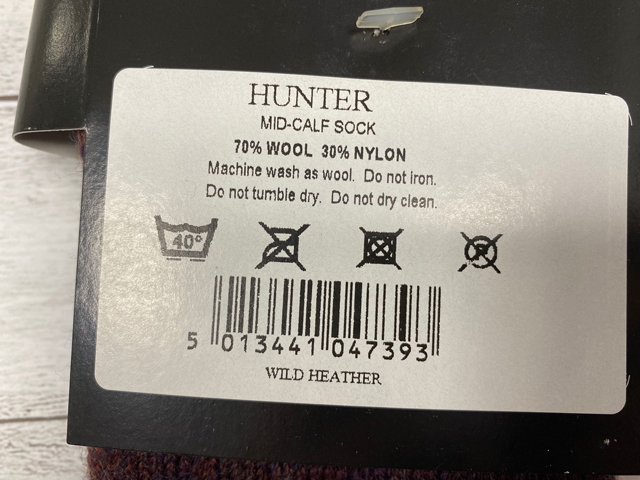 HUNTER
MID-CALF SOCK
70% WOOL 30% NYLON
Machine wash as wool. Do not iron.
Do not tumble dry. Do not dry clean.
40°
P
5 013441 047393
WILD HEATHER